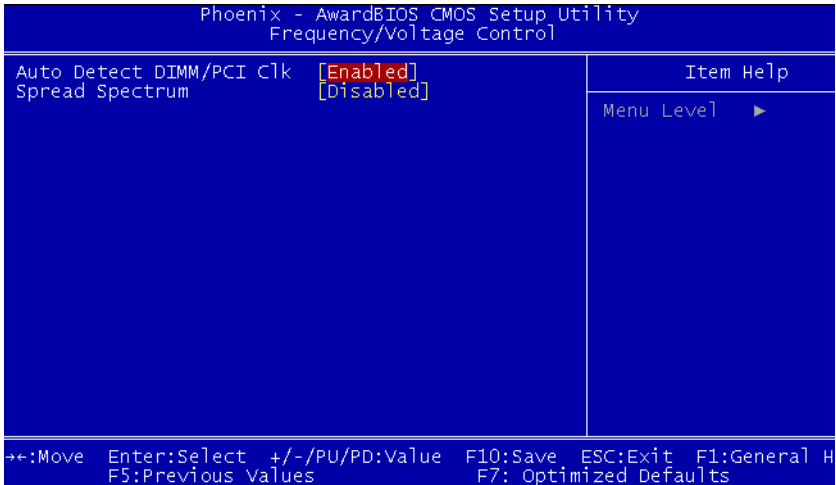 Phoenix - AwardBIOS CMOS Setup Utility
Frequency/Voltage Control
Auto Detect DIMM/PCI Clk [Enabled]
Spread Spectrum [Disabled]
Item Help
Menu Level ►
→←:Move Enter:Select +/-/PU/PD:Value F10:Save ESC:Exit F1:General H
F5:Previous Values F7: Optimized Defaults